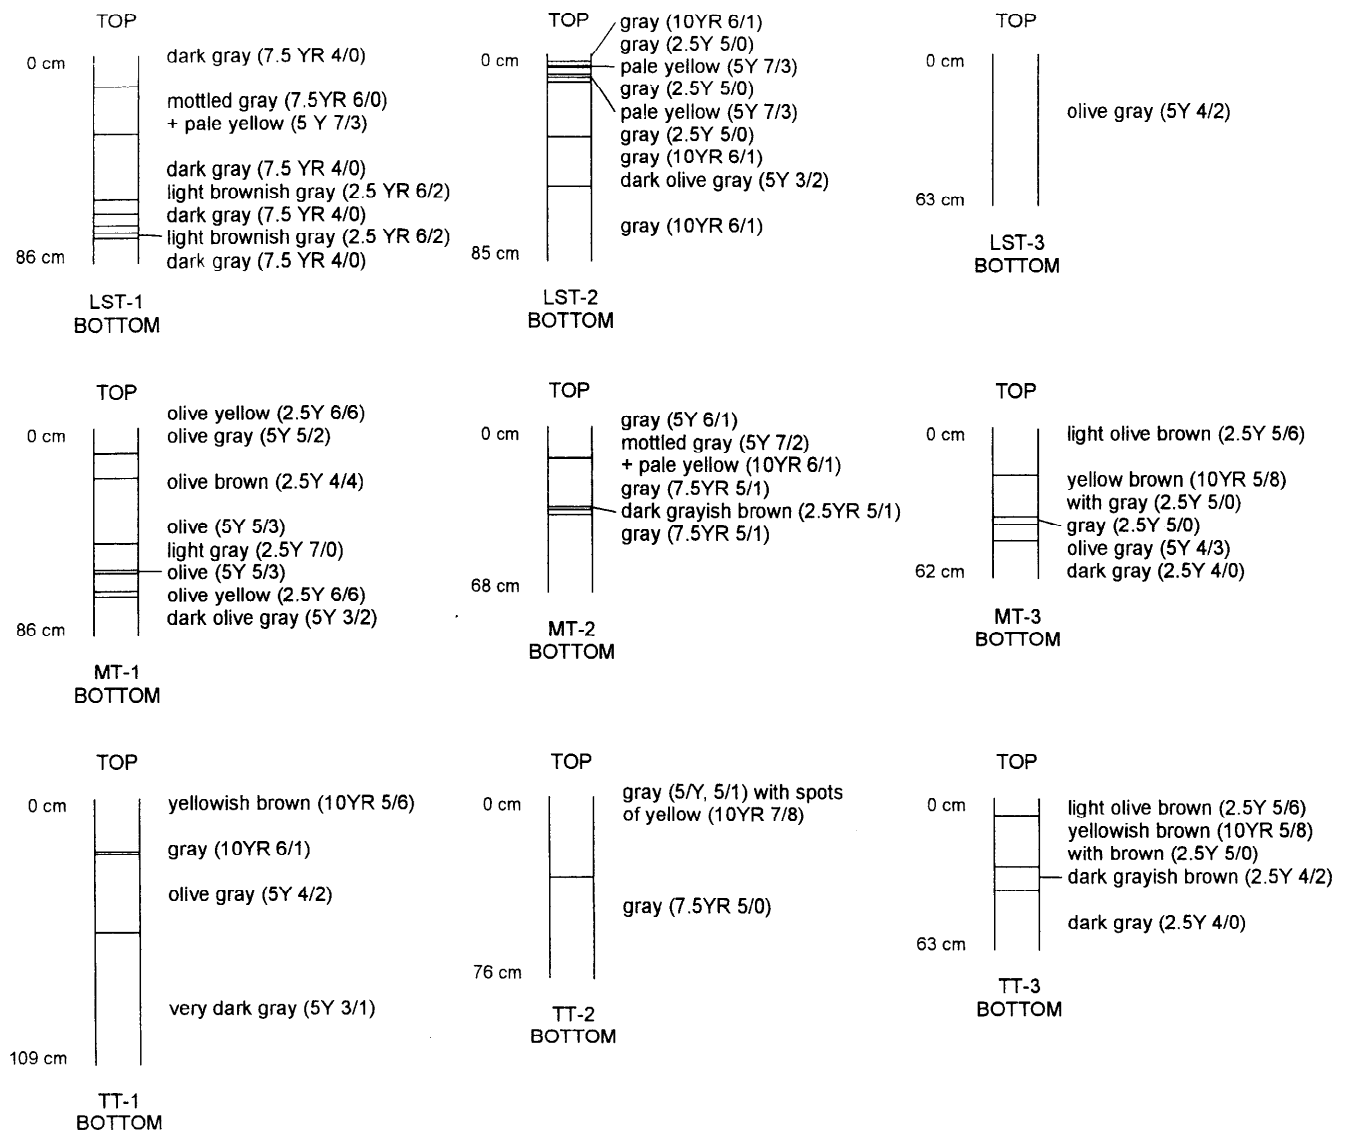 TOP
0 cm
dark gray (7.5 YR 4/0)
mottled gray (7.5YR 6/0)
+ pale yellow (5 Y 7/3)
dark gray (7.5 YR 4/0)
light brownish gray (2.5 YR 6/2)
dark gray (7.5 YR 4/0)
light brownish gray (2.5 YR 6/2)
86 cm
dark gray (7.5 YR 4/0)
LST-1
BOTTOM
TOP
0 cm
gray (10YR 6/1)
gray (2.5Y 5/0)
pale yellow (5Y 7/3)
gray (2.5Y 5/0)
pale yellow (5Y 7/3)
gray (2.5Y 5/0)
gray (10YR 6/1)
dark olive gray (5Y 3/2)
gray (10YR 6/1)
85 cm
LST-2
BOTTOM
TOP
0 cm
olive gray (5Y 4/2)
63 cm
LST-3
BOTTOM
TOP
olive yellow (2.5Y 6/6)
0 cm
olive gray (5Y 5/2)
olive brown (2.5Y 4/4)
olive (5Y 5/3)
light gray (2.5Y 7/0)
olive (5Y 5/3)
olive yellow (2.5Y 6/6)
dark olive gray (5Y 3/2)
86 cm
MT-1
BOTTOM
TOP
gray (5Y 6/1)
0 cm
mottled gray (5Y 7/2)
+ pale yellow (10YR 6/1)
gray (7.5YR 5/1)
dark grayish brown (2.5YR 5/1)
gray (7.5YR 5/1)
68 cm
MT-2
BOTTOM
TOP
0 cm
light olive brown (2.5Y 5/6)
yellow brown (10YR 5/8)
with gray (2.5Y 5/0)
gray (2.5Y 5/0)
olive gray (5Y 4/3)
62 cm
dark gray (2.5Y 4/0)
MT-3
BOTTOM
TOP
0 cm
yellowish brown (10YR 5/6)
gray (10YR 6/1)
olive gray (5Y 4/2)
very dark gray (5Y 3/1)
109 cm
TT-1
BOTTOM
TOP
0 cm
gray (5/Y, 5/1) with spots
of yellow (10YR 7/8)
gray (7.5YR 5/0)
76 cm
TT-2
BOTTOM
TOP
0 cm
light olive brown (2.5Y 5/6)
yellowish brown (10YR 5/8)
with brown (2.5Y 5/0)
dark grayish brown (2.5Y 4/2)
dark gray (2.5Y 4/0)
63 cm
TT-3
BOTTOM